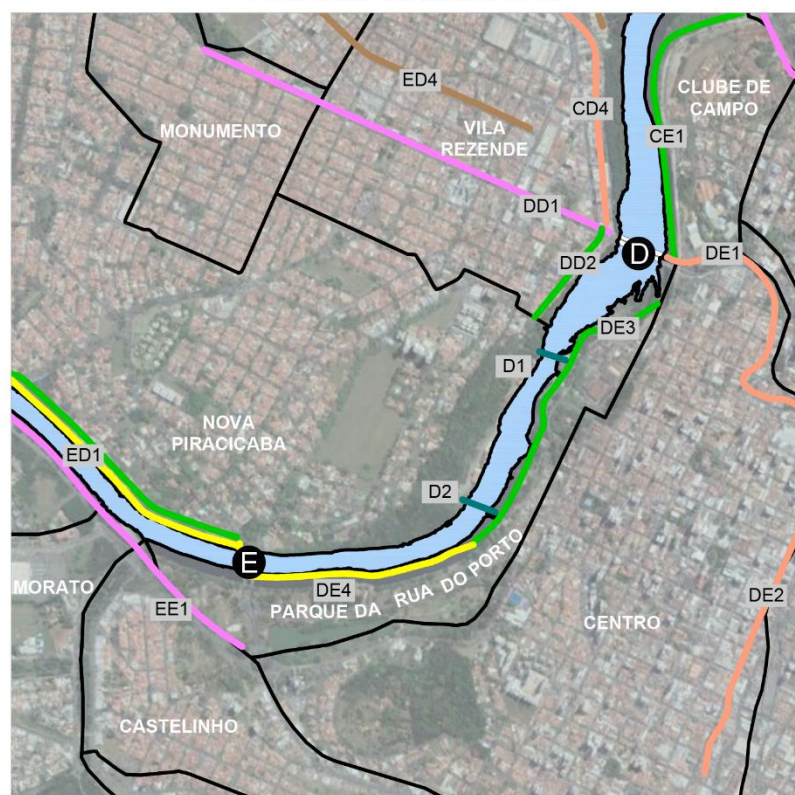 CLUBE DE
CAMPO
ED4
CD4
MONUMENTO
VILA
REZENDE
CE1
DD1
D
DE1
DD2
DE3
D1
NOVA
PIRACICABA
ED1
D2
E
MORATO
DE4
PARQUE DA RUA DO PORTO
EE1
CENTRO
DE2
CASTELINHO